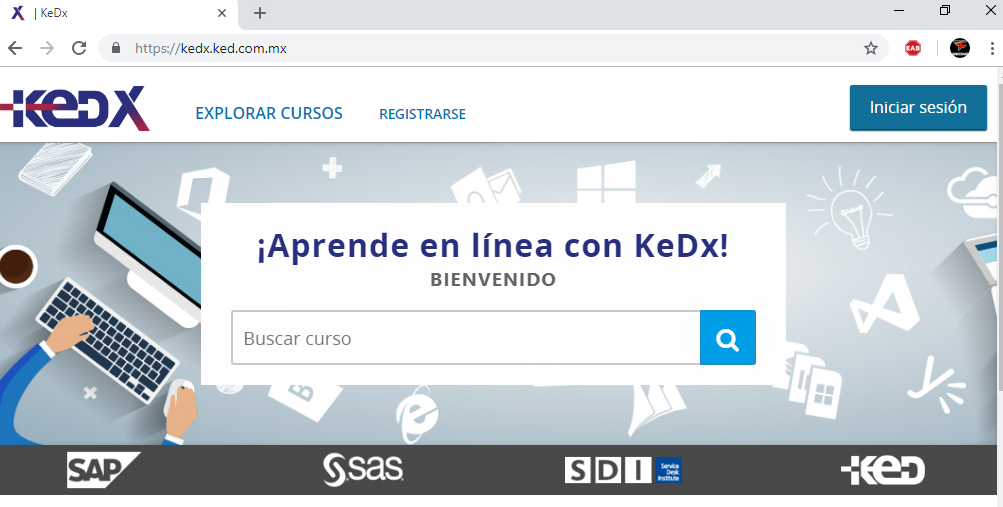 | KeDx
https://kedx.ked.com.mx
EAB
KeDX
EXPLORAR CURSOS
REGISTRARSE
Iniciar sesión
¡Aprende en línea con KeDx!
BIENVENIDO
Buscar curso
SAP
sas
SDI
Service
Desk
Institute
KeD